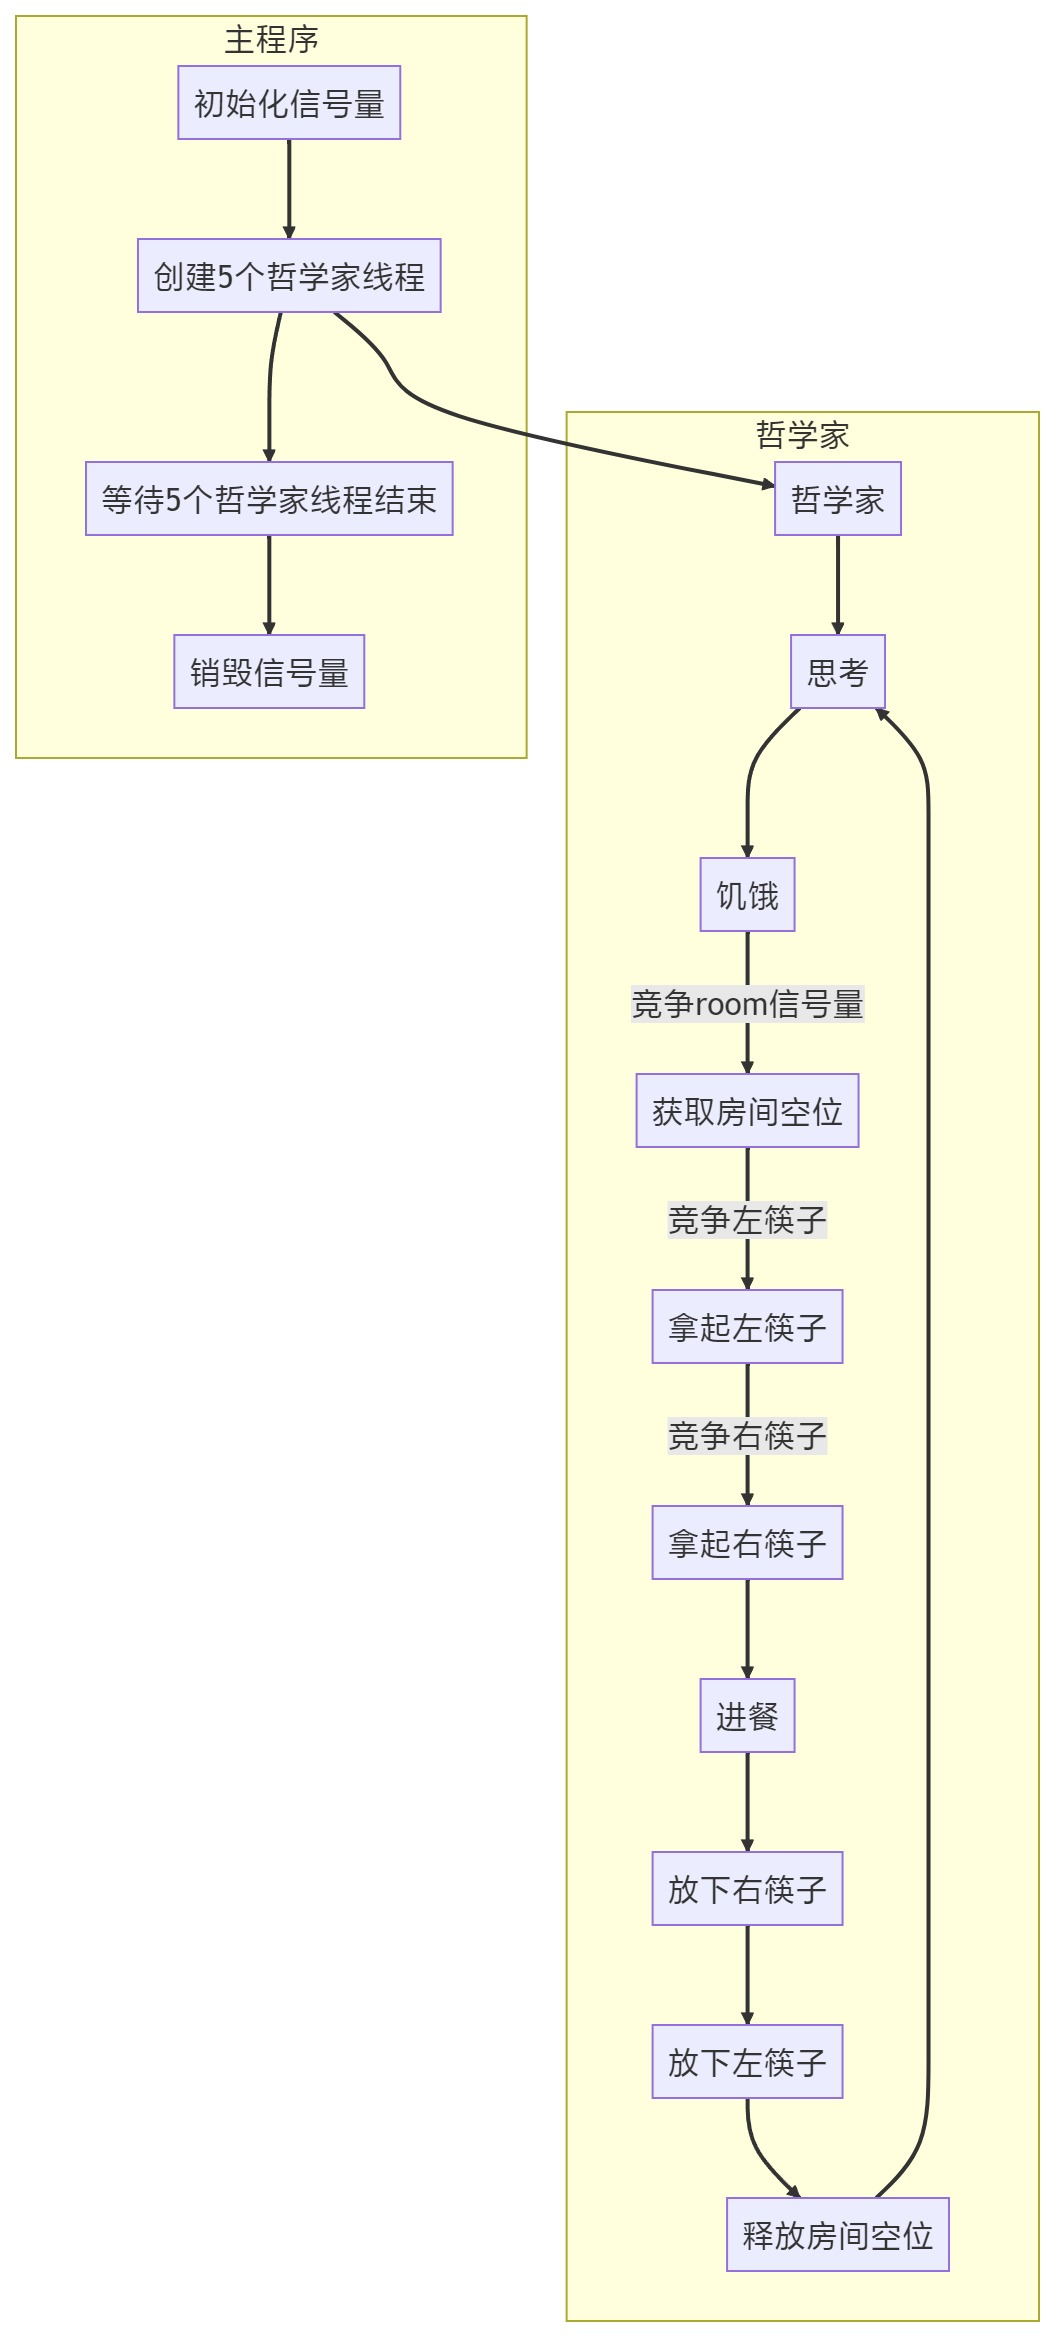 主程序
初始化信号量
创建5个哲学家线程
等待5个哲学家线程结束
销毁信号量
哲学家
哲学家
思考
饥饿
竞争room信号量
获取房间空位
竞争左筷子
拿起左筷子
竞争右筷子
拿起右筷子
进餐
放下右筷子
放下左筷子
释放房间空位